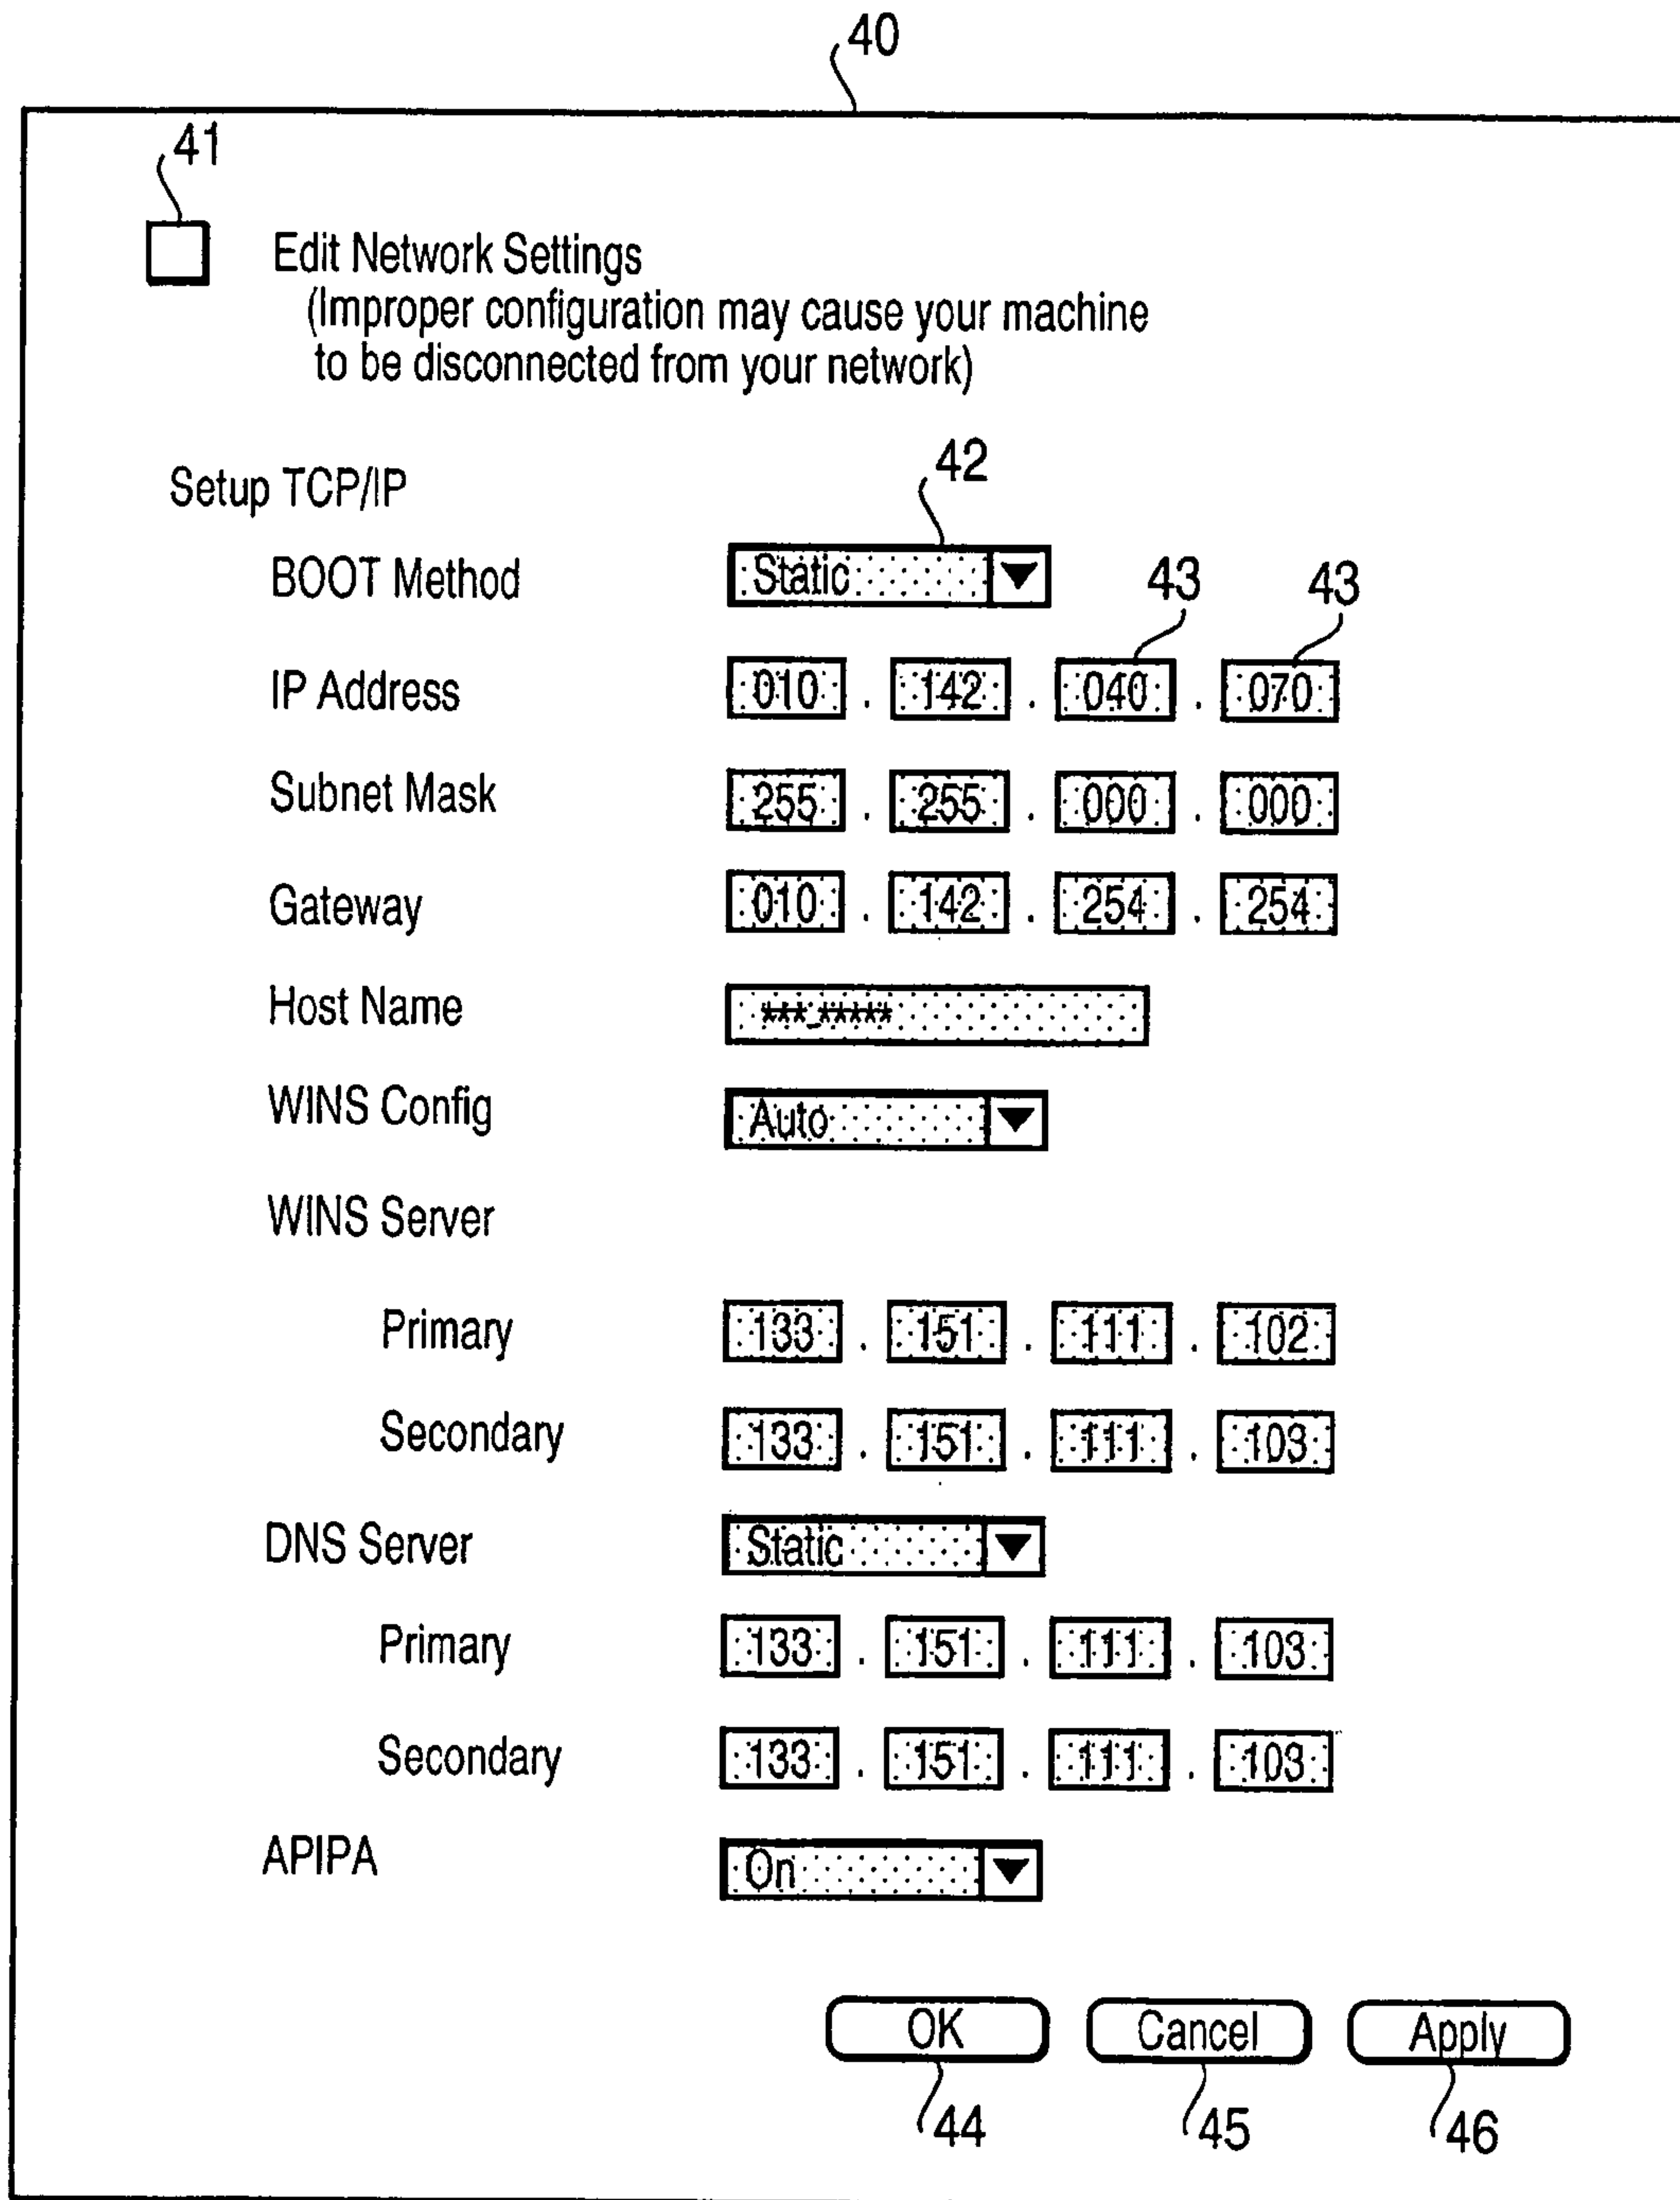 40
41
Edit Network Settings
(Improper configuration may cause your machine
to be disconnected from your network)
Setup TCP/IP
42
BOOT Method Static
43 43
IP Address 010 . 142 . 040 . 070
Subnet Mask 255 . 255 . 000 . 000
Gateway 010 . 142 . 254 . 254
Host Name ***_*****
WINS Config Auto
WINS Server
Primary 133 . 151 . 111 . 102
Secondary 133 . 151 . 111 . 103
DNS Server Static
Primary 133 . 151 . 111 . 103
Secondary 133 . 151 . 111 . 103
APIPA On
OK Cancel Apply
44 45 46